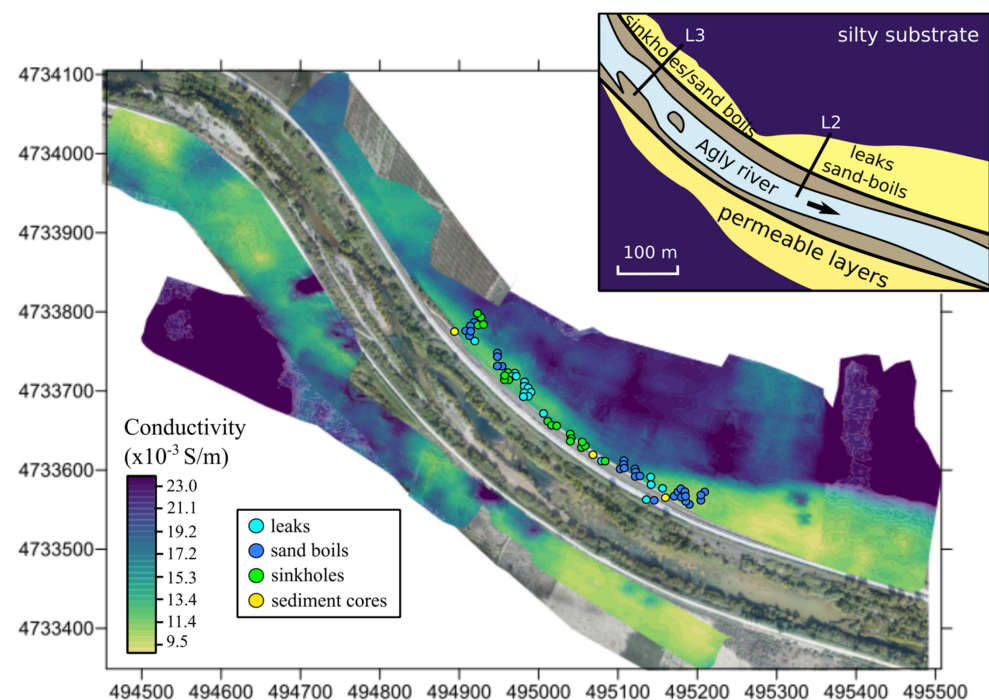 silty substrate
sinkholes/sand boils
L3
L2
leaks
sand-boils
Agly river
permeable layers
100 m
4734100
4734000
4733900
4733800
4733700
4733600
4733500
4733400
Conductivity
(x10⁻³ S/m)
23.0
21.1
19.2
17.2
15.3
13.4
11.4
9.5
leaks
sand boils
sinkholes
sediment cores
494500 494600 494700 494800 494900 495000 495100 495200 495300 495400 495500